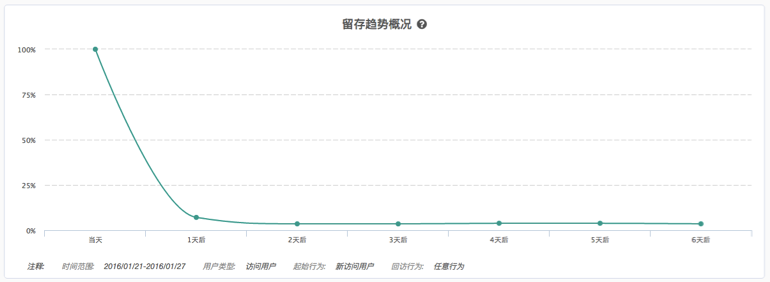 留存趋势概况 ?
100%
75%
50%
25%
0%
当天 1天后 2天后 3天后 4天后 5天后 6天后
注释: 时间范围: 2016/01/21-2016/01/27 用户类型: 访问用户 起始行为: 新访问用户 回访行为: 任意行为